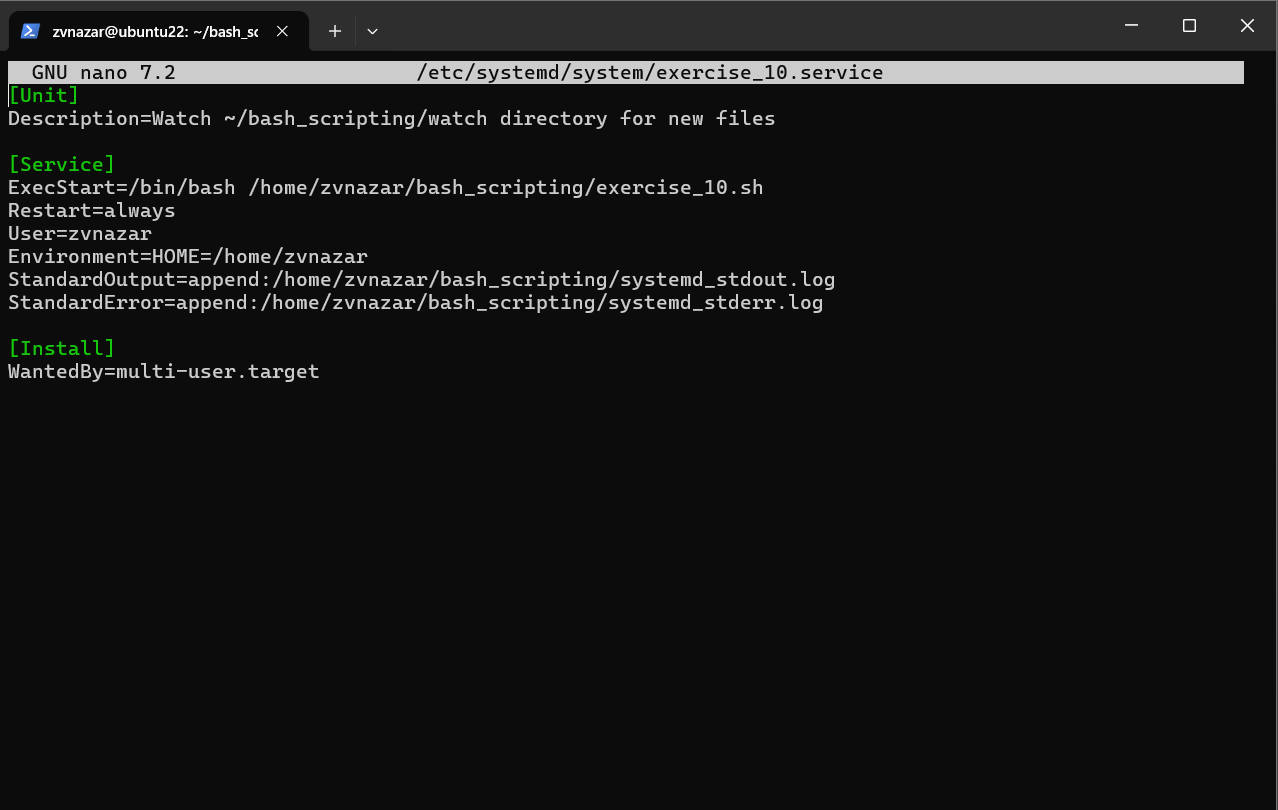 zvnazar@ubuntu22: ~/bash_sc
GNU nano 7.2 /etc/systemd/system/exercise_10.service
[Unit]
Description=Watch ~/bash_scripting/watch directory for new files
[Service]
ExecStart=/bin/bash /home/zvnazar/bash_scripting/exercise_10.sh
Restart=always
User=zvnazar
Environment=HOME=/home/zvnazar
StandardOutput=append:/home/zvnazar/bash_scripting/systemd_stdout.log
StandardError=append:/home/zvnazar/bash_scripting/systemd_stderr.log
[Install]
WantedBy=multi-user.target